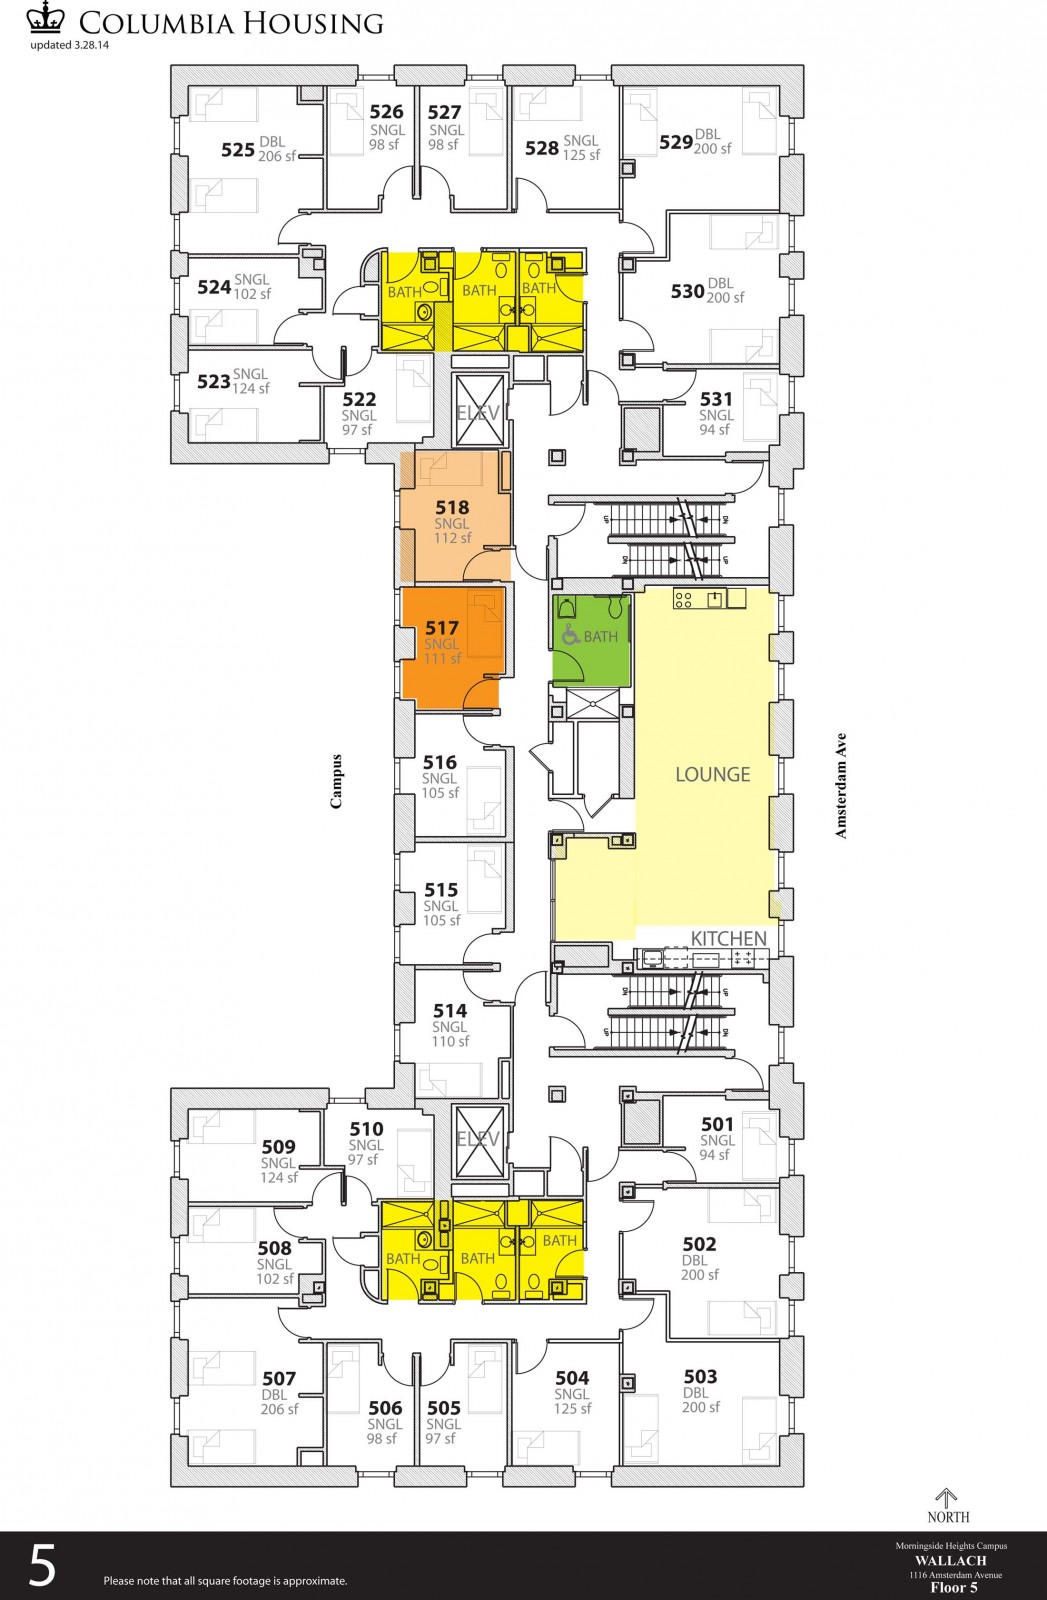 COLUMBIA HOUSING
updated 3.28.14
525 DBL
206 sf
526
SNGL
98 sf
527
SNGL
98 sf
528 SNGL
125 sf
529 DBL
200 sf
524 SNGL
102 sf
BATH
BATH
BATH
530 DBL
200 sf
523 SNGL
124 sf
522
SNGL
97 sf
ELEV
531
SNGL
94 sf
518
SNGL
112 sf
UP
DN
DN
UP
517
SNGL
111 sf
BATH
516
SNGL
105 sf
LOUNGE
Campus
Amsterdam Ave
515
SNGL
105 sf
KITCHEN
514
SNGL
110 sf
DN
UP
UP
DN
509
SNGL
124 sf
510
SNGL
97 sf
ELEV
501
SNGL
94 sf
508
SNGL
102 sf
BATH
BATH
BATH
502
DBL
200 sf
507
DBL
206 sf
506
SNGL
98 sf
505
SNGL
97 sf
504
SNGL
125 sf
503
DBL
200 sf
NORTH
5
Please note that all square footage is approximate.
Morningside Heights Campus
WALLACH
1116 Amsterdam Avenue
Floor 5